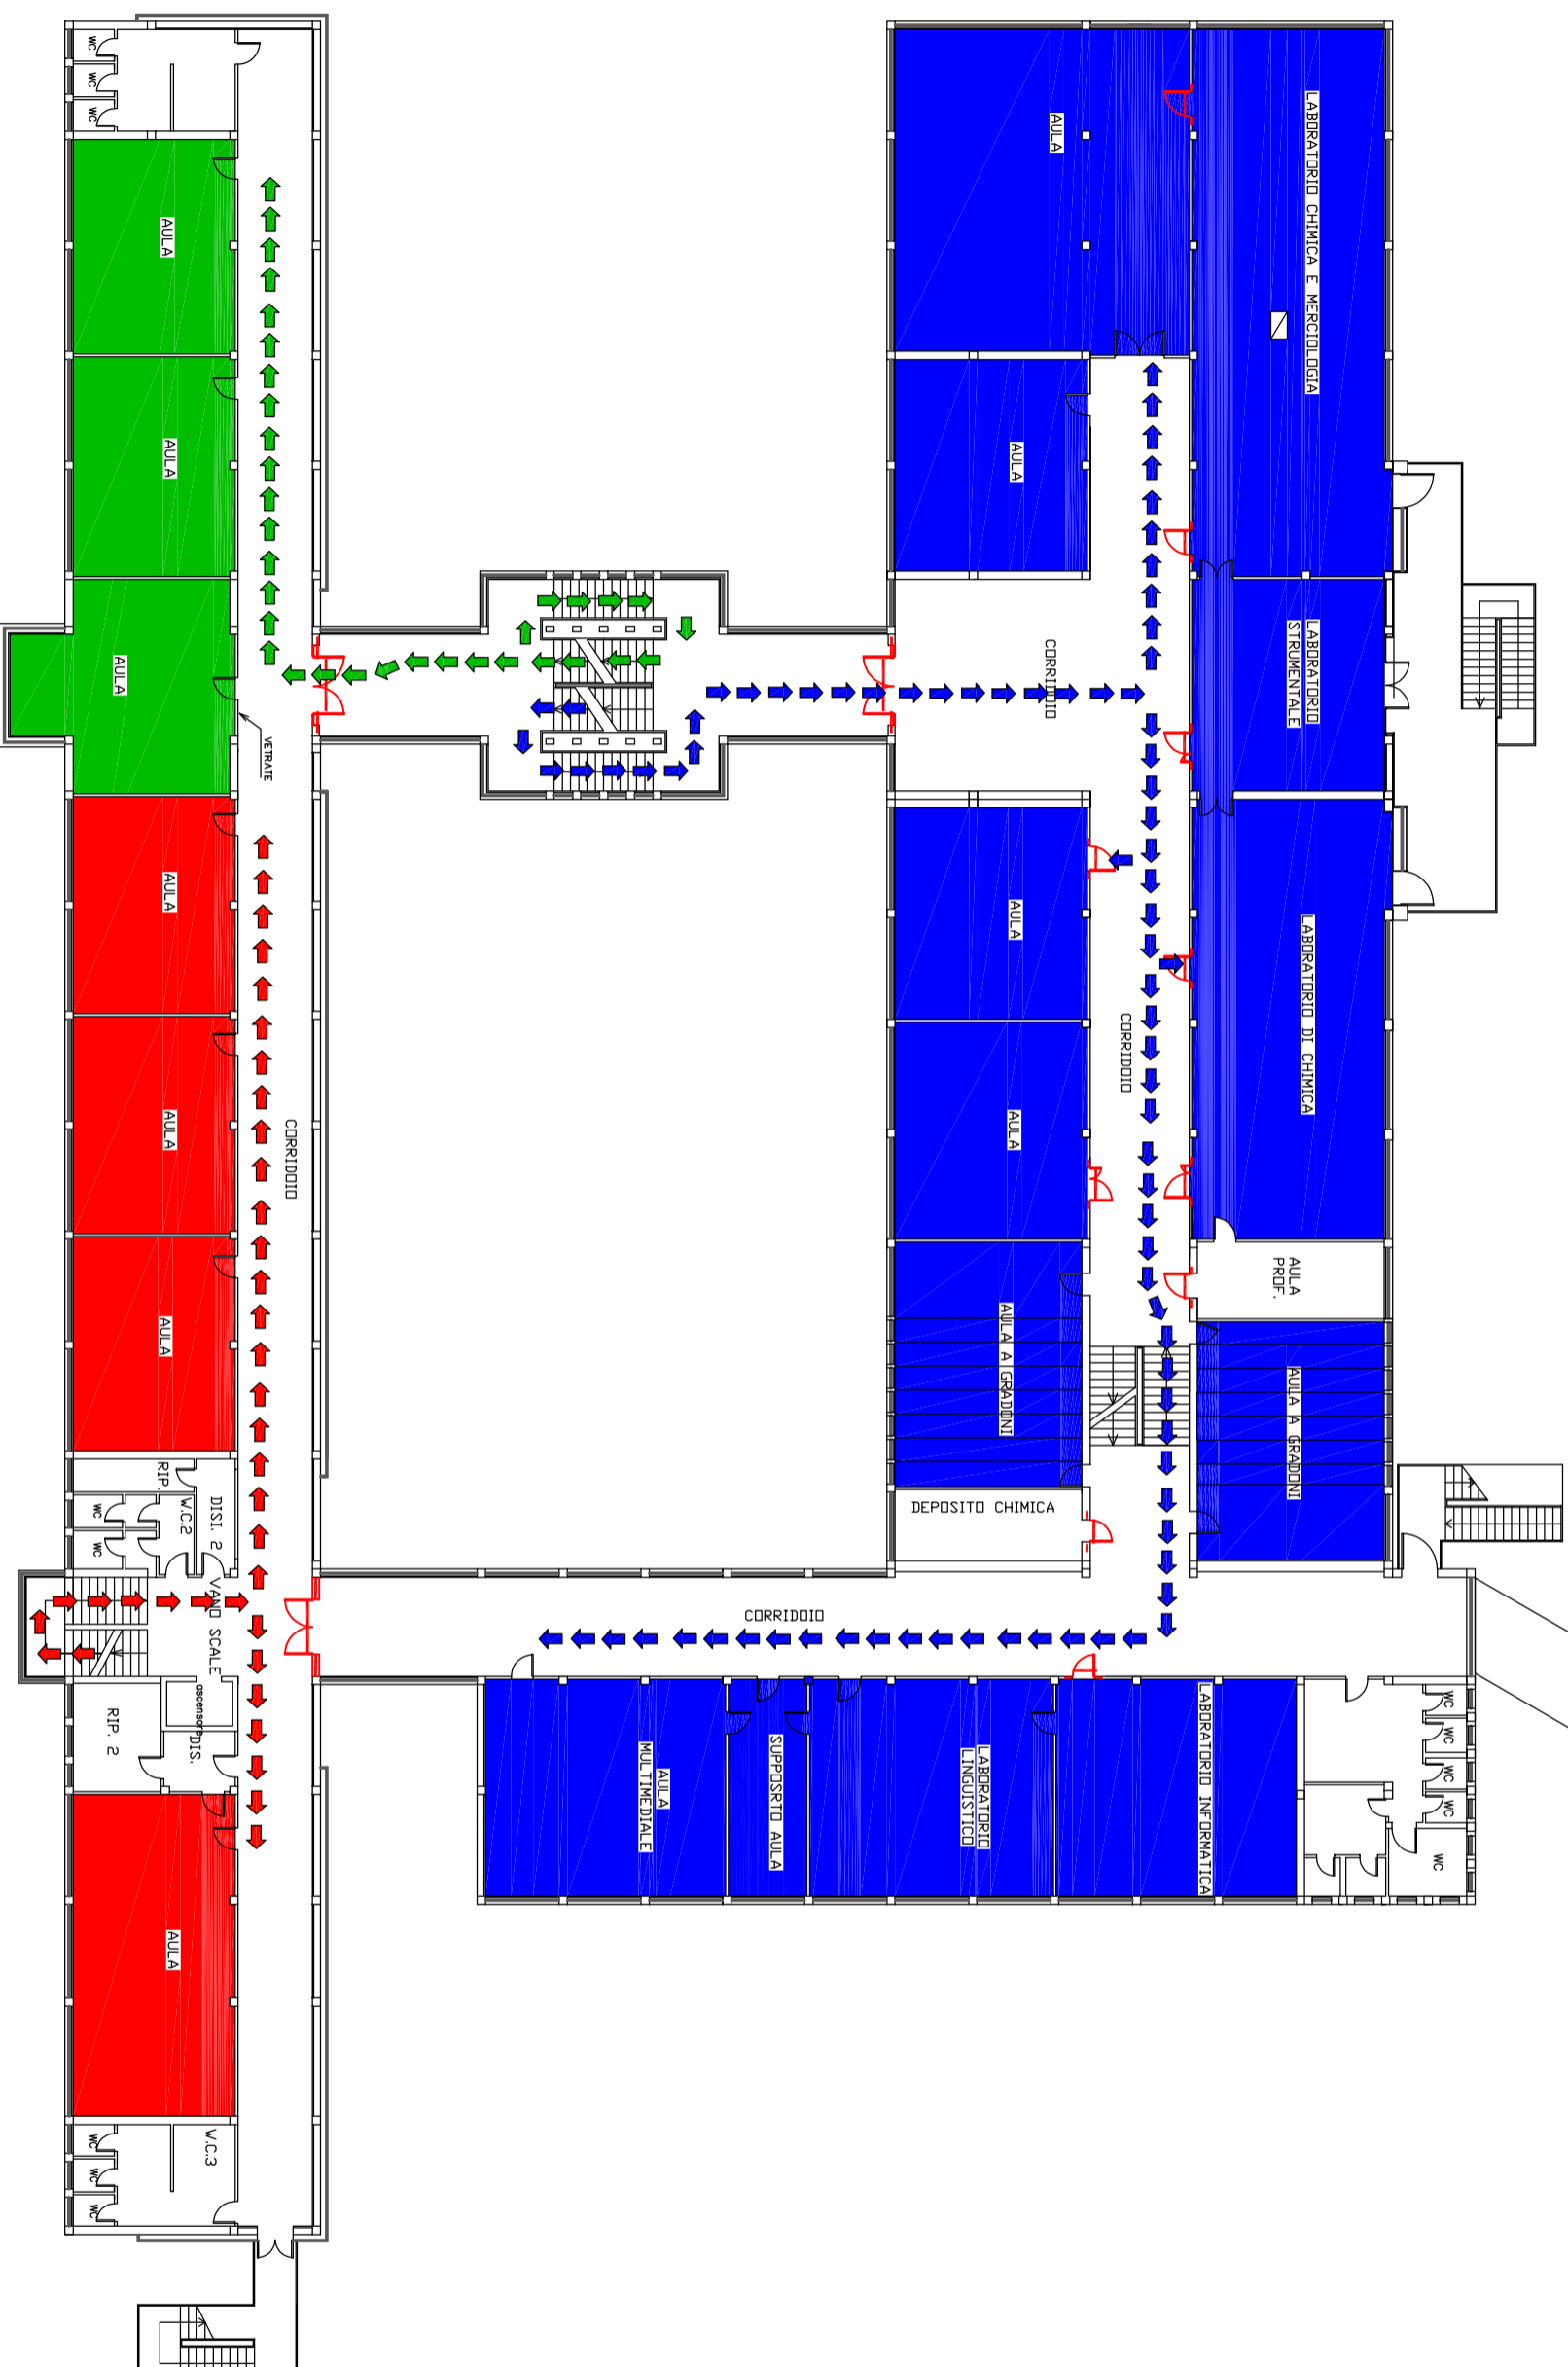 WC
WC
WC
AULA
AULA
AULA
VETRATE
AULA
AULA
AULA
CORRIDOIO
RIP.
W.C.2
DISI. 2
WC
WC
VANO SCALE
ascensore
DIS.
RIP. 2
AULA
W.C.3
WC
WC
WC
AULA
LABORATORIO CHIMICA E MERCIOLOGIA
AULA
CORRIDOIO
LABORATORIO
STRUMENTALE
AULA
LABORATORIO DI CHIMICA
CORRIDOIO
AULA
AULA
PROF.
AULA A GRADONI
AULA A GRADONI
DEPOSITO CHIMICA
CORRIDOIO
AULA
MULTIMEDIALE
SUPPOSRTO AULA
LABORATORIO
LINGUISTICO
LABORATORIO INFORMATICA
WC
WC
WC
WC
WC